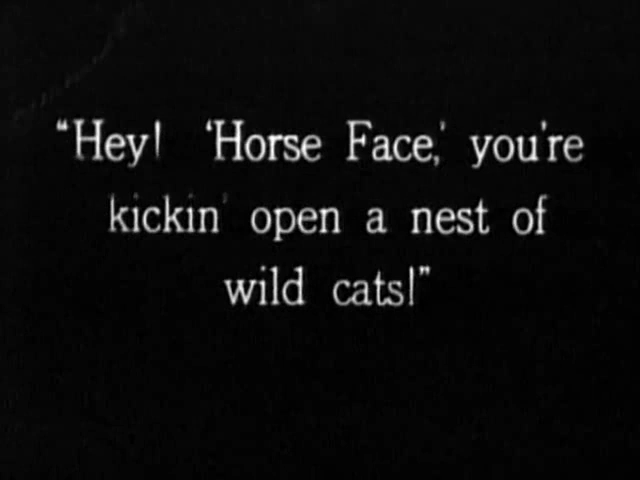 “Hey! ‘Horse Face,’ you’re
kickin’ open a nest of
wild cats!”